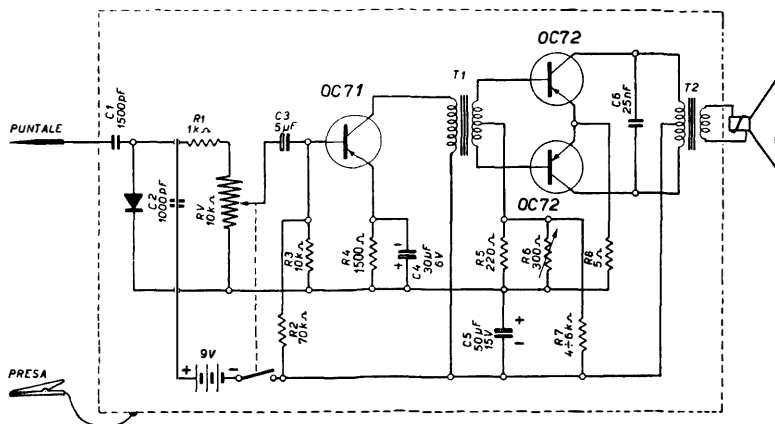 OC72
OC71
T1
T2
C1
1500pF
PUNTALE
R1
1kΩ
C3
5µF
C6
25nF
C2
1000pF
RV
10kΩ
OC72
R3
10kΩ
R4
1500Ω
+ -
C4
30µF
6V
R5
220Ω
R6
300Ω
R8
5Ω
R2
70kΩ
C5
50µF
15V
+
-
R7
4÷6kΩ
9V
+ -
PRESA